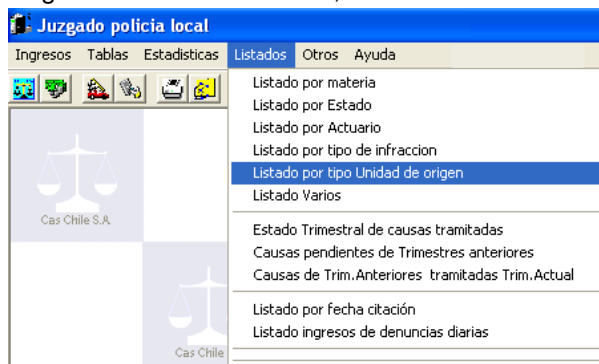 Juzgado policia local
Ingresos Tablas Estadisticas Listados Otros Ayuda
Listado por materia
Listado por Estado
Listado por Actuario
Listado por tipo de infraccion
Listado por tipo Unidad de origen
Listado Varios
Estado Trimestral de causas tramitadas
Causas pendientes de Trimestres anteriores
Causas de Trim.Anteriores tramitadas Trim.Actual
Listado por fecha citación
Listado ingresos de denuncias diarias
Cas Chile S.A.
Cas Chile